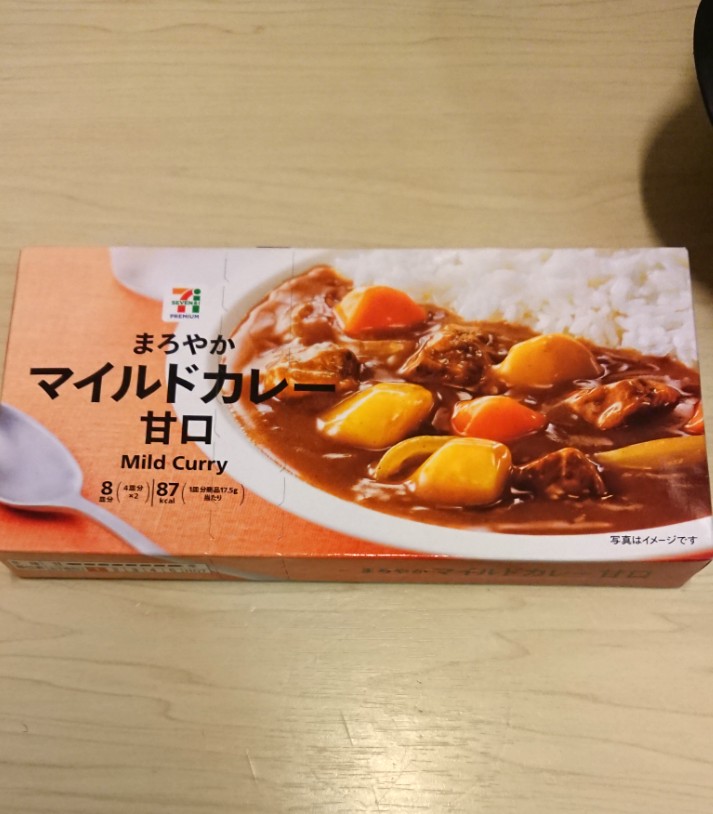 SEVEN&i
PREMIUM
まろやか
マイルドカレー
甘口
Mild Curry
8皿分(4皿分×2) 87kcal(1皿分製品17.5g当たり)
写真はイメージです
まろやか マイルドカレー 甘口